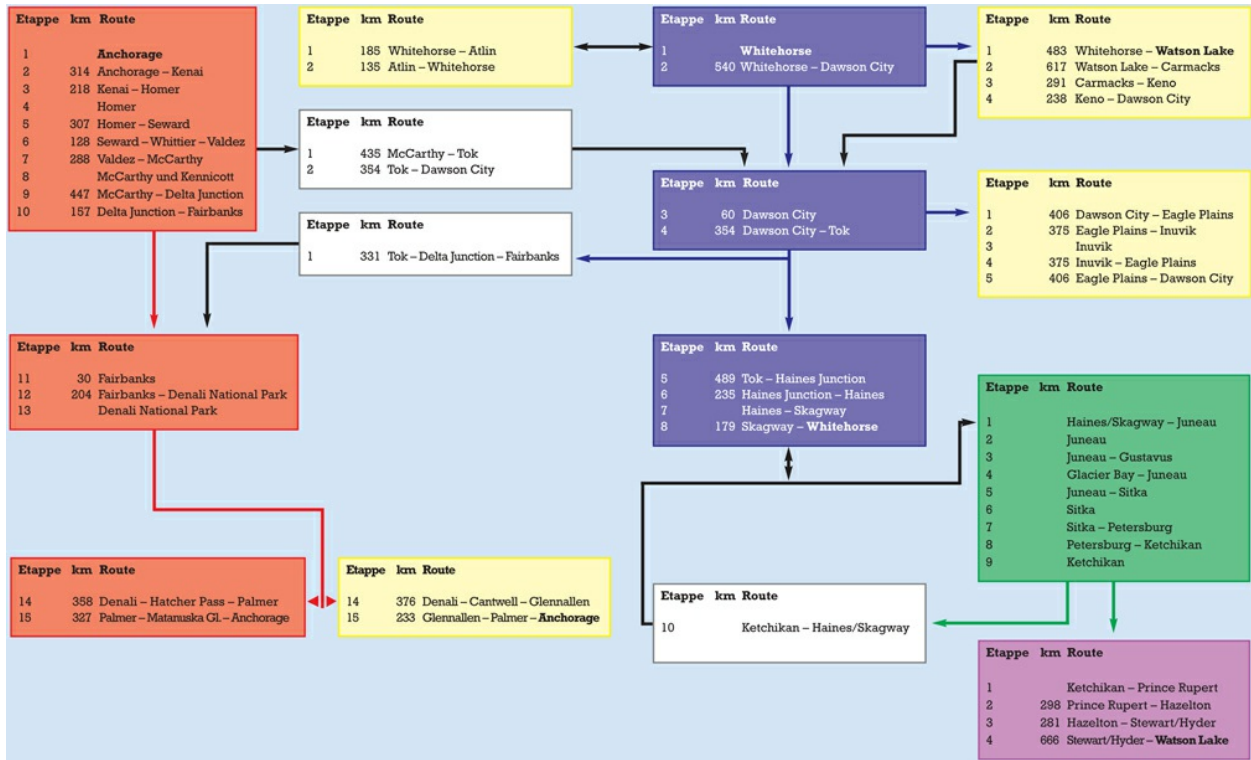 Etappe km Route
1 Anchorage
2 314 Anchorage – Kenai
3 218 Kenai – Homer
4 Homer
5 307 Homer – Seward
6 128 Seward – Whittier – Valdez
7 288 Valdez – McCarthy
8 McCarthy und Kennicott
9 447 McCarthy – Delta Junction
10 157 Delta Junction – Fairbanks
Etappe km Route
1 185 Whitehorse – Atlin
2 135 Atlin – Whitehorse
Etappe km Route
1 Whitehorse
2 540 Whitehorse – Dawson City
Etappe km Route
1 483 Whitehorse – Watson Lake
2 617 Watson Lake – Carmacks
3 291 Carmacks – Keno
4 238 Keno – Dawson City
Etappe km Route
1 435 McCarthy – Tok
2 354 Tok – Dawson City
Etappe km Route
3 60 Dawson City
4 354 Dawson City – Tok
Etappe km Route
1 406 Dawson City – Eagle Plains
2 375 Eagle Plains – Inuvik
3 Inuvik
4 375 Inuvik – Eagle Plains
5 406 Eagle Plains – Dawson City
Etappe km Route
1 331 Tok – Delta Junction – Fairbanks
Etappe km Route
11 30 Fairbanks
12 204 Fairbanks – Denali National Park
13 Denali National Park
Etappe km Route
5 489 Tok – Haines Junction
6 235 Haines Junction – Haines
7 Haines – Skagway
8 179 Skagway – Whitehorse
Etappe km Route
1 Haines/Skagway – Juneau
2 Juneau
3 Juneau – Gustavus
4 Glacier Bay – Juneau
5 Juneau – Sitka
6 Sitka
7 Sitka – Petersburg
8 Petersburg – Ketchikan
9 Ketchikan
Etappe km Route
14 358 Denali – Hatcher Pass – Palmer
15 327 Palmer – Matanuska Gl. – Anchorage
Etappe km Route
14 376 Denali – Cantwell – Glennallen
15 233 Glennallen – Palmer – Anchorage
Etappe km Route
10 Ketchikan – Haines/Skagway
Etappe km Route
1 Ketchikan – Prince Rupert
2 298 Prince Rupert – Hazelton
3 281 Hazelton – Stewart/Hyder
4 666 Stewart/Hyder – Watson Lake